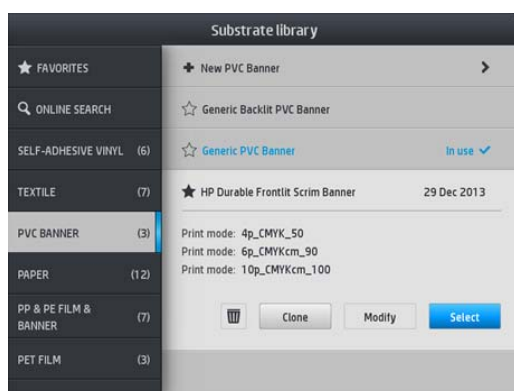 Substrate library
FAVORITES
ONLINE SEARCH
SELF-ADHESIVE VINYL (6)
TEXTILE (7)
PVC BANNER (3)
PAPER (12)
PP & PE FILM &
BANNER (7)
PET FILM (3)
New PVC Banner
Generic Backlit PVC Banner
Generic PVC Banner In use
HP Durable Frontlit Scrim Banner 29 Dec 2013
Print mode: 4p_CMYK_50
Print mode: 6p_CMYKcm_90
Print mode: 10p_CMYKcm_100
Clone Modify Select